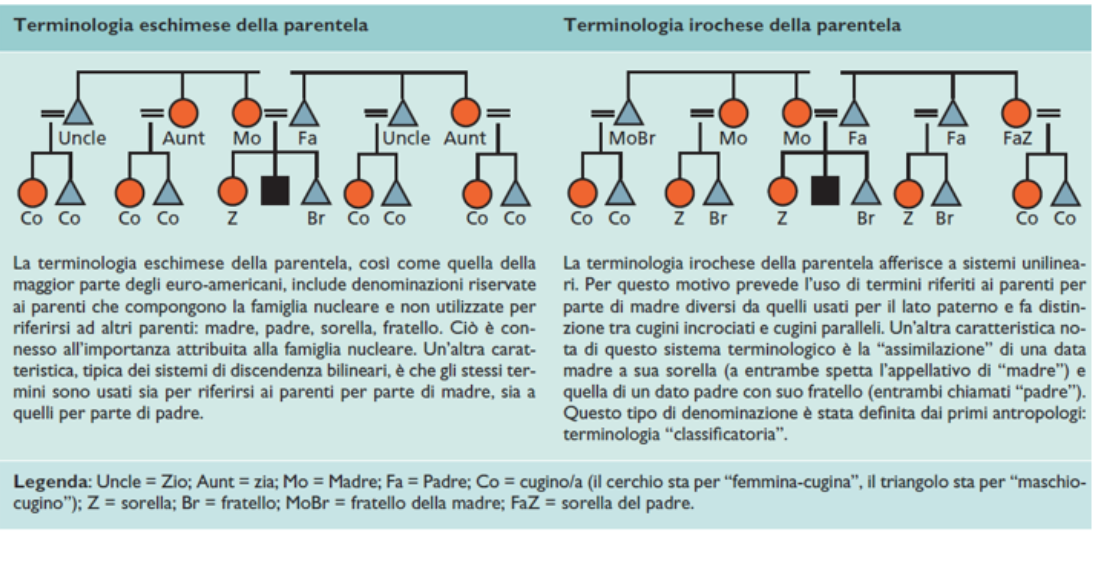 Terminologia eschimese della parentela
Uncle Aunt Mo Fa Uncle Aunt
Co Co Co Co Z Br Co Co Co Co
La terminologia eschimese della parentela, così come quella della
maggior parte degli euro-americani, include denominazioni riservate
ai parenti che compongono la famiglia nucleare e non utilizzate per
riferirsi ad altri parenti: madre, padre, sorella, fratello. Ciò è con-
nesso all’importanza attribuita alla famiglia nucleare. Un’altra carat-
teristica, tipica dei sistemi di discendenza bilineari, è che gli stessi ter-
mini sono usati sia per riferirsi ai parenti per parte di madre, sia a
quelli per parte di padre.
Terminologia irochese della parentela
MoBr Mo Mo Fa Fa FaZ
Co Co Z Br Z Br Z Br Co Co
La terminologia irochese della parentela afferisce a sistemi unilinea-
ri. Per questo motivo prevede l’uso di termini riferiti ai parenti per
parte di madre diversi da quelli usati per il lato paterno e fa distin-
zione tra cugini incrociati e cugini paralleli. Un’altra caratteristica no-
ta di questo sistema terminologico è la “assimilazione” di una data
madre a sua sorella (a entrambe spetta l’appellativo di “madre”) e
quella di un dato padre con suo fratello (entrambi chiamati “padre”).
Questo tipo di denominazione è stata definita dai primi antropologi:
terminologia “classificatoria”.
Legenda: Uncle = Zio; Aunt = zia; Mo = Madre; Fa = Padre; Co = cugino/a (il cerchio sta per “femmina-cugina”, il triangolo sta per “maschio-
cugino”); Z = sorella; Br = fratello; MoBr = fratello della madre; FaZ = sorella del padre.